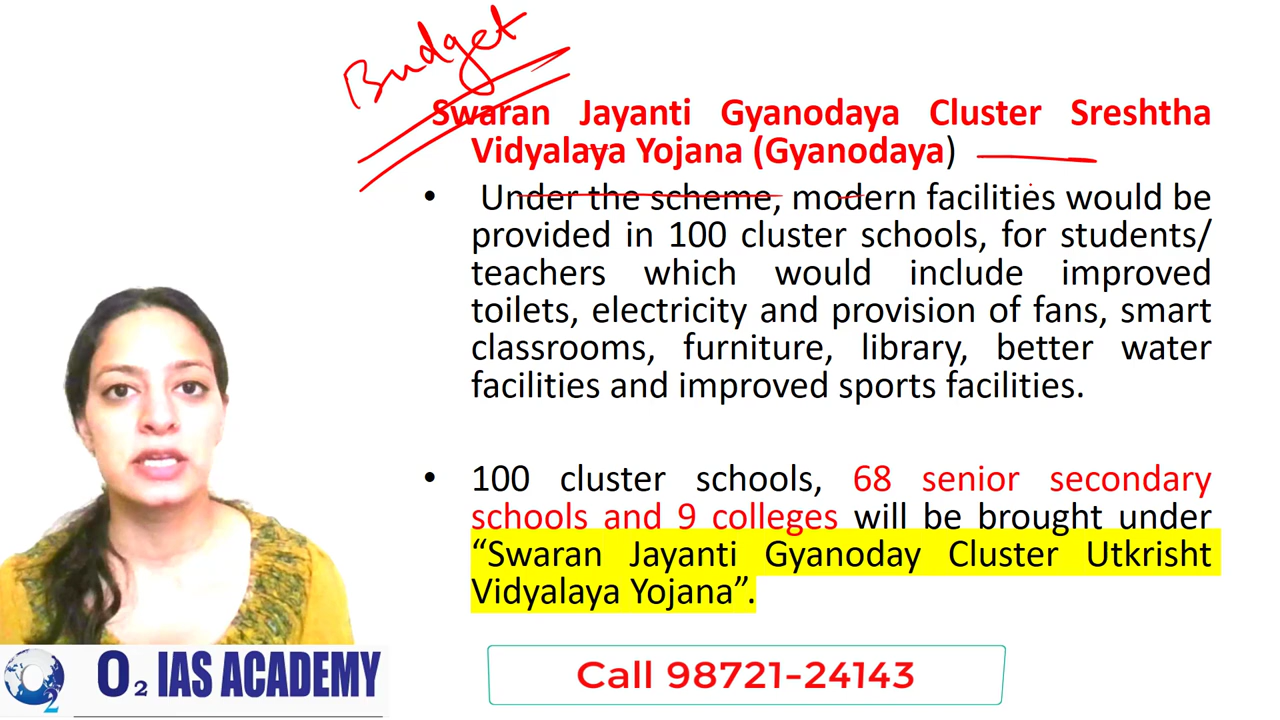 Budget
Swaran Jayanti Gyanodaya Cluster Sreshtha
Vidyalaya Yojana (Gyanodaya)
• Under the scheme, modern facilities would be
provided in 100 cluster schools, for students/
teachers which would include improved
toilets, electricity and provision of fans, smart
classrooms, furniture, library, better water
facilities and improved sports facilities.
• 100 cluster schools, 68 senior secondary
schools and 9 colleges will be brought under
“Swaran Jayanti Gyanoday Cluster Utkrisht
Vidyalaya Yojana”.
O2
O2 IAS ACADEMY
Call 98721-24143